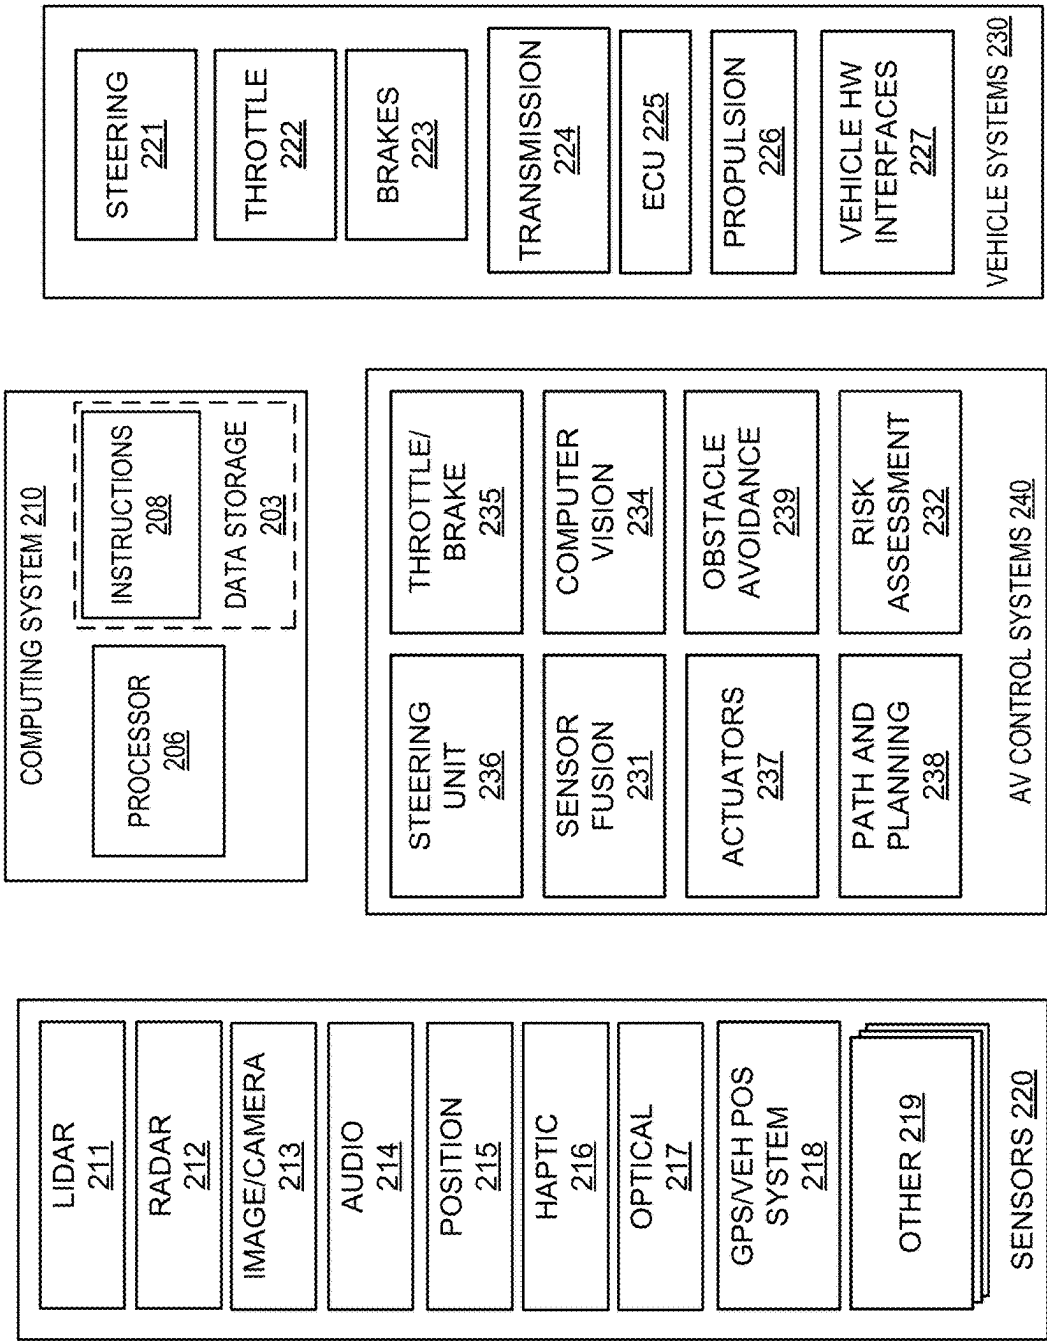 SENSORS 220
LIDAR
211
RADAR
212
IMAGE/CAMERA
213
AUDIO
214
POSITION
215
HAPTIC
216
OPTICAL
217
GPS/VEH POS
SYSTEM
218
OTHER 219
COMPUTING SYSTEM 210
PROCESSOR
206
INSTRUCTIONS
208
DATA STORAGE
203
STEERING
UNIT
236
THROTTLE/
BRAKE
235
SENSOR
FUSION
231
COMPUTER
VISION
234
ACTUATORS
237
OBSTACLE
AVOIDANCE
239
PATH AND
PLANNING
238
RISK
ASSESSMENT
232
AV CONTROL SYSTEMS 240
STEERING
221
THROTTLE
222
BRAKES
223
TRANSMISSION
224
ECU 225
PROPULSION
226
VEHICLE HW
INTERFACES
227
VEHICLE SYSTEMS 230